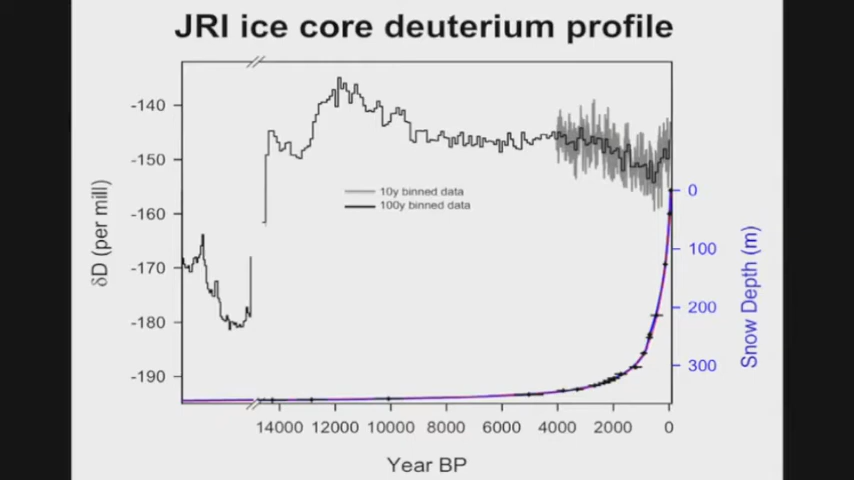 JRI ice core deuterium profile
-140
-150
-160
-170
-180
-190
δD (per mill)
10y binned data
100y binned data
0
100
200
300
Snow Depth (m)
14000 12000 10000 8000 6000 4000 2000 0
Year BP